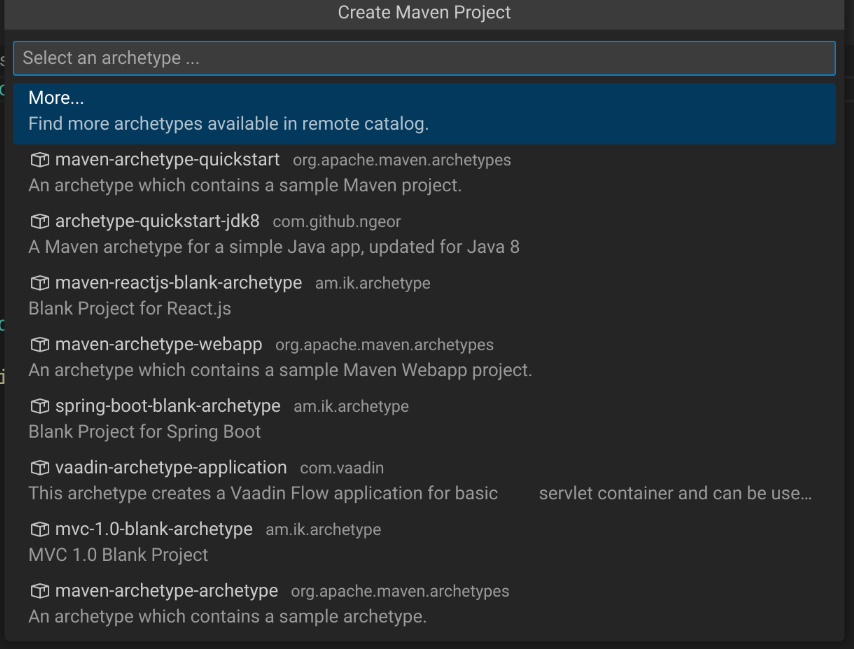 Create Maven Project
Select an archetype ...
More...
Find more archetypes available in remote catalog.
maven-archetype-quickstart org.apache.maven.archetypes
An archetype which contains a sample Maven project.
archetype-quickstart-jdk8 com.github.ngeor
A Maven archetype for a simple Java app, updated for Java 8
maven-reactjs-blank-archetype am.ik.archetype
Blank Project for React.js
maven-archetype-webapp org.apache.maven.archetypes
An archetype which contains a sample Maven Webapp project.
spring-boot-blank-archetype am.ik.archetype
Blank Project for Spring Boot
vaadin-archetype-application com.vaadin
This archetype creates a Vaadin Flow application for basic servlet container and can be use...
mvc-1.0-blank-archetype am.ik.archetype
MVC 1.0 Blank Project
maven-archetype-archetype org.apache.maven.archetypes
An archetype which contains a sample archetype.